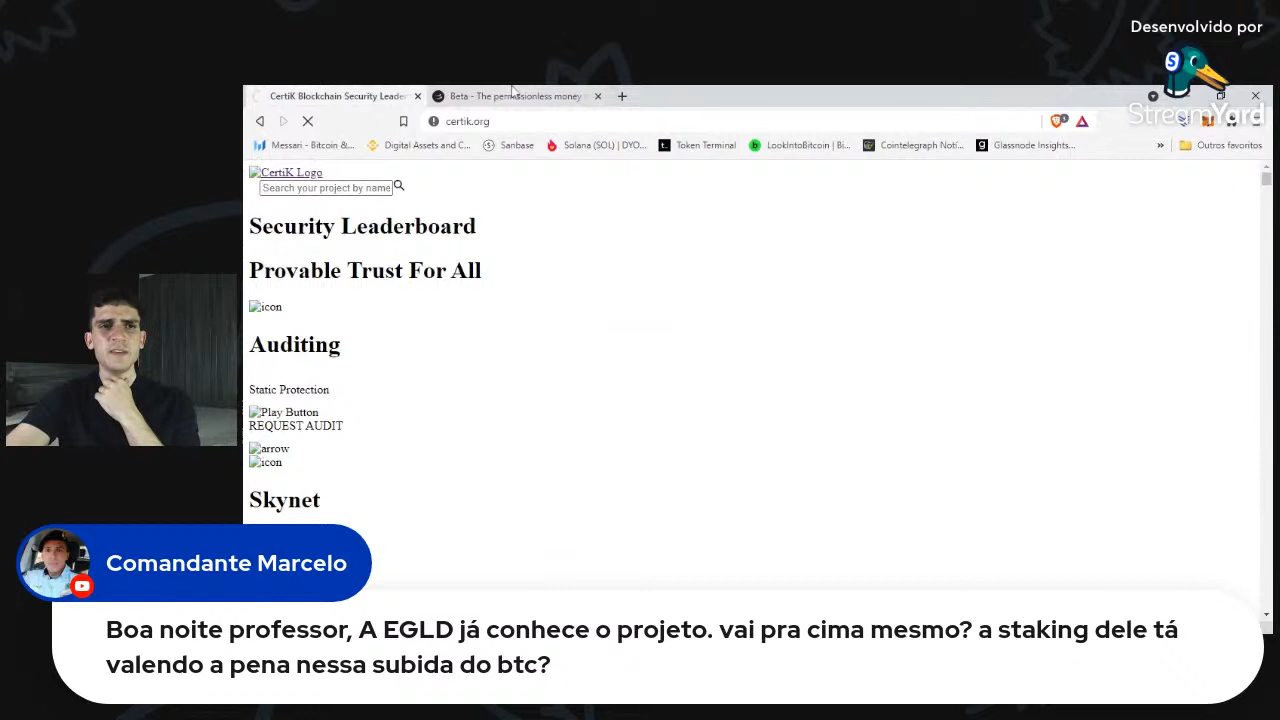 Desenvolvido por
S
StreamYard
CertiK Blockchain Security Leader
Beta - The permissionless money
certik.org
Messari - Bitcoin &...
Digital Assets and C...
Sanbase
Solana (SOL) | DYO...
t.
Token Terminal
b
LookIntoBitcoin | Bi...
Cointelegraph Notí...
g
Glassnode Insights...
»
Outros favoritos
CertiK Logo
Search your project by name
Security Leaderboard
Provable Trust For All
icon
Auditing
Static Protection
Play Button
REQUEST AUDIT
arrow
icon
Skynet
Comandante Marcelo
Boa noite professor, A EGLD já conhece o projeto. vai pra cima mesmo? a staking dele tá
valendo a pena nessa subida do btc?